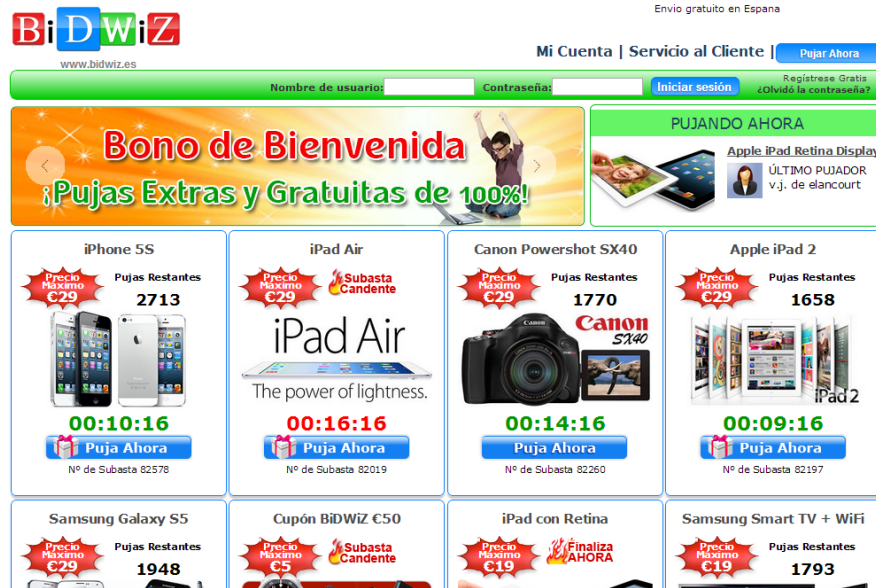 Envio gratuito en Espana
BiDWiZ
www.bidwiz.es
Mi Cuenta | Servicio al Cliente |
Pujar Ahora
Nombre de usuario:
Contraseña:
Iniciar sesión
Regístrese Gratis
¿Olvidó la contraseña?
Bono de Bienvenida
¡Pujas Extras y Gratuitas de 100%!
PUJANDO AHORA
Apple iPad Retina Display
ÚLTIMO PUJADOR
v.j. de elancourt
iPhone 5S
Precio
Máximo
€29
Pujas Restantes
2713
00:10:16
Puja Ahora
Nº de Subasta 82578
iPad Air
Precio
Máximo
€29
Subasta
Candente
iPad Air
The power of lightness.
00:16:16
Puja Ahora
Nº de Subasta 82019
Canon Powershot SX40
Precio
Máximo
€29
Pujas Restantes
1770
Canon
SX40
Canon
00:14:16
Puja Ahora
Nº de Subasta 82260
Apple iPad 2
Precio
Máximo
€29
Pujas Restantes
1658
iPad 2
00:09:16
Puja Ahora
Nº de Subasta 82197
Samsung Galaxy S5
Precio
Máximo
€29
Pujas Restantes
1948
Cupón BiDWiZ €50
Precio
Máximo
€5
Subasta
Candente
iPad con Retina
Precio
Máximo
€19
Finaliza
AHORA
Samsung Smart TV + WiFi
Precio
Máximo
€19
Pujas Restantes
1793